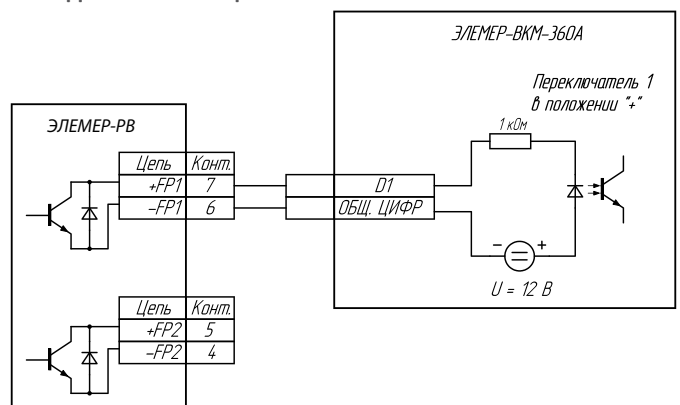 ЭЛЕМЕР-ВКМ-360А
Переключатель 1
в положении "+"
1 кОм
ЭЛЕМЕР-РВ
Цепь Конт.
+FP1 7
-FP1 6
D1
ОБЩ. ЦИФР
- +
U = 12 В
Цепь Конт.
+FP2 5
-FP2 4